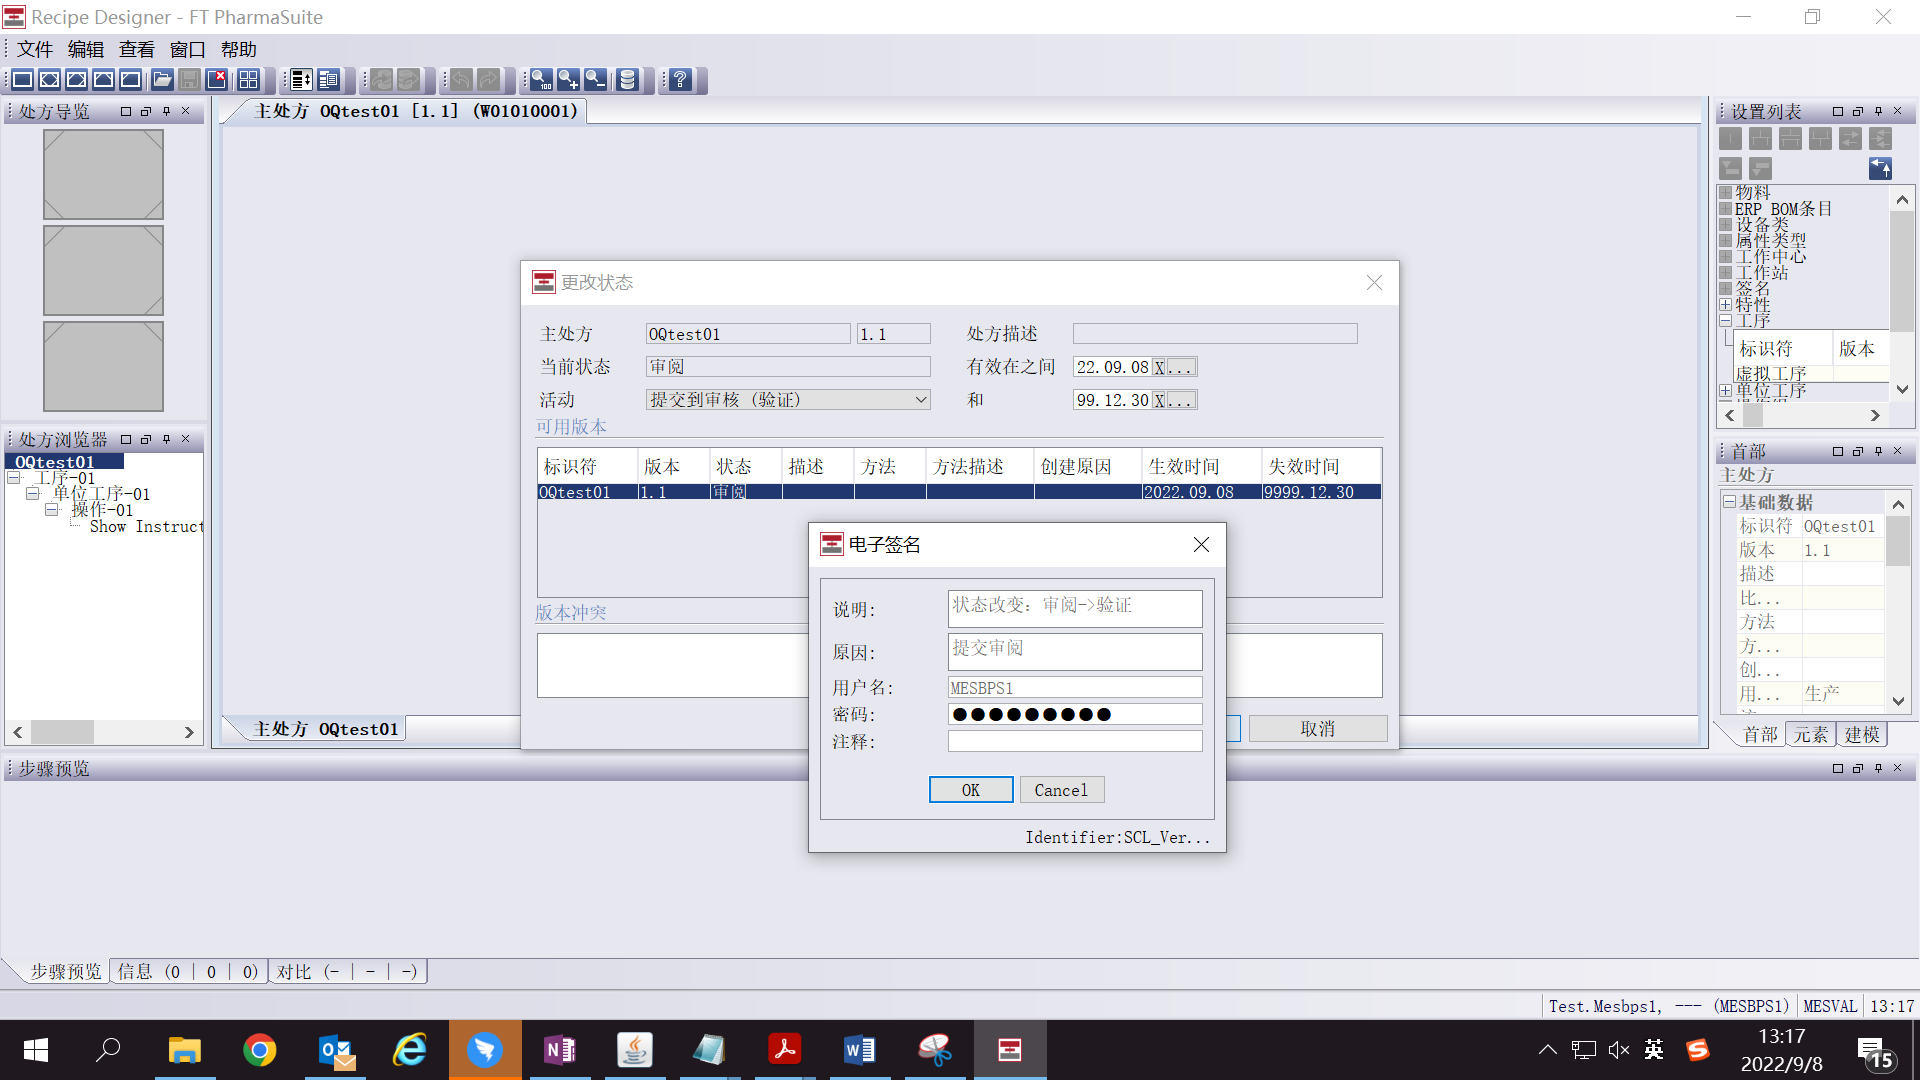 Recipe Designer - FT PharmaSuite
文件 编辑 查看 窗口 帮助
处方导览
主处方 OQtest01 [1.1] (W01010001)
设置列表
物料
ERP BOM条目
设备类
属性类型
工作中心
工作站
签名
特性
工序
标识符 版本
虚拟工序
单位工序
更改状态
主处方 OQtest01 1.1 处方描述
当前状态 审阅 有效在之间 22.09.08 X ...
活动 提交到审核 (验证) 和 99.12.30 X ...
可用版本
标识符 版本 状态 描述 方法 方法描述 创建原因 生效时间 失效时间
OQtest01 1.1 审阅 2022.09.08 9999.12.30
版本冲突
取消
电子签名
说明: 状态改变: 审阅->验证
原因: 提交审阅
用户名: MESBPS1
密码: ●●●●●●●●●
注释:
OK Cancel
Identifier:SCL_Ver...
处方浏览器
OQtest01
工序-01
单位工序-01
操作-01
Show Instruct
主处方 OQtest01
首部
主处方
基础数据
标识符 OQtest01
版本 1.1
描述
比...
方法
方...
创...
用... 生产
首部 元素 建模
步骤预览
步骤预览 信息 (0 | 0 | 0) 对比 (- | - | -)
Test.Mesbps1, --- (MESBPS1) MESVAL 13:17
英
13:17
2022/9/8
15